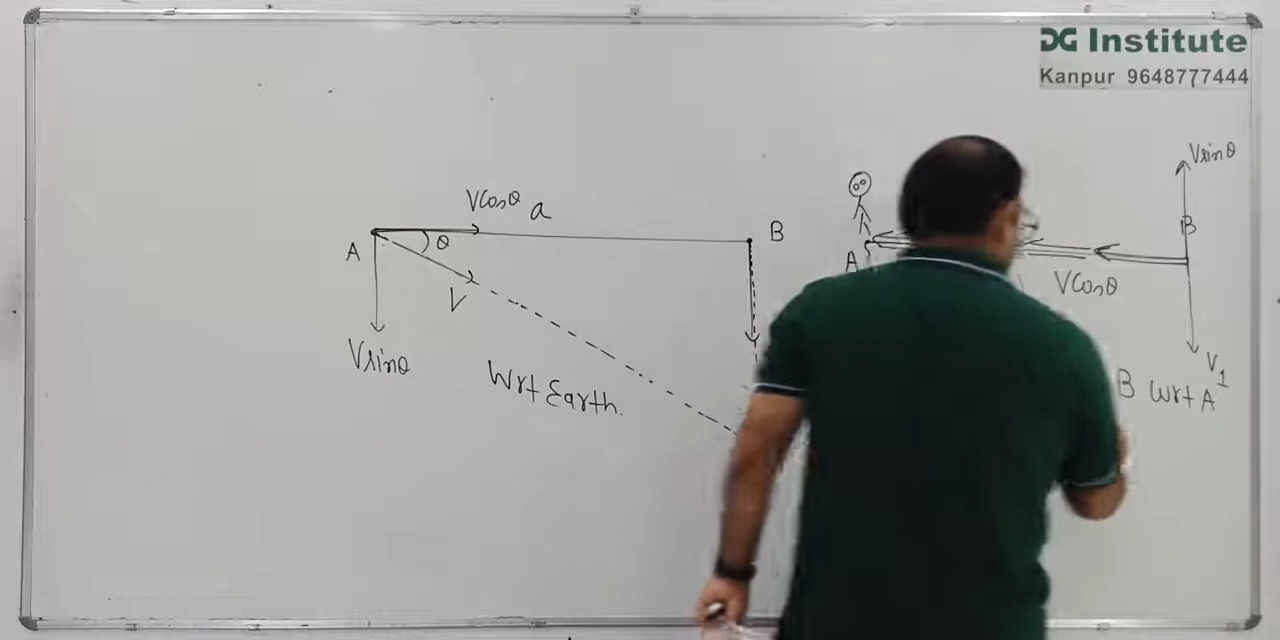 DG Institute
Kanpur 9648777444
Vcosθ a
A
θ
B
V
Vsinθ
Wrt Earth.
Vsinθ
B
A
Vcosθ
V1
B wrt A